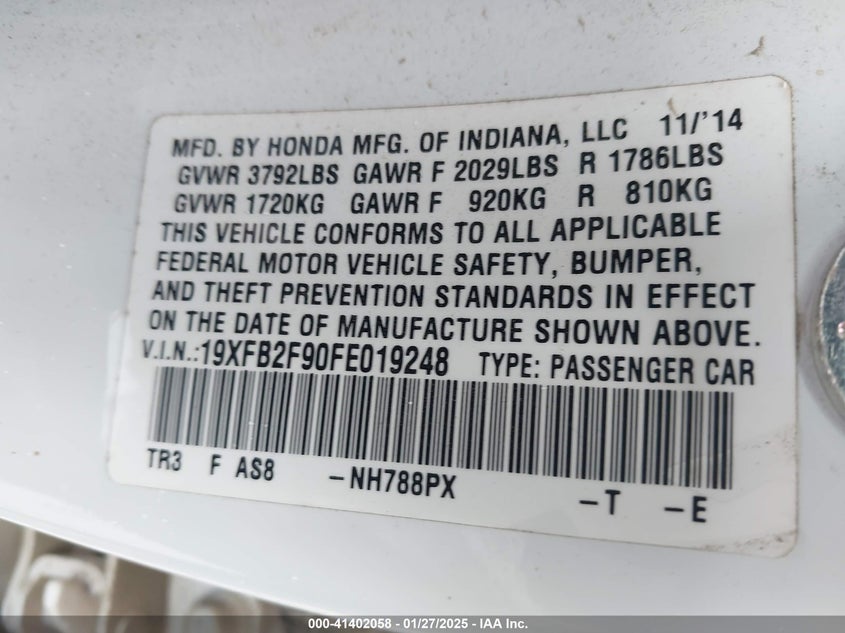 MFD. BY HONDA MFG. OF INDIANA, LLC 11/'14
GVWR 3792LBS GAWR F 2029LBS R 1786LBS
GVWR 1720KG GAWR F 920KG R 810KG
THIS VEHICLE CONFORMS TO ALL APPLICABLE
FEDERAL MOTOR VEHICLE SAFETY, BUMPER,
AND THEFT PREVENTION STANDARDS IN EFFECT
ON THE DATE OF MANUFACTURE SHOWN ABOVE.
V.I.N.:19XFB2F90FE019248 TYPE: PASSENGER CAR
TR3 F AS8 -NH788PX -T -E
000-41402058 - 01/27/2025 - IAA Inc.